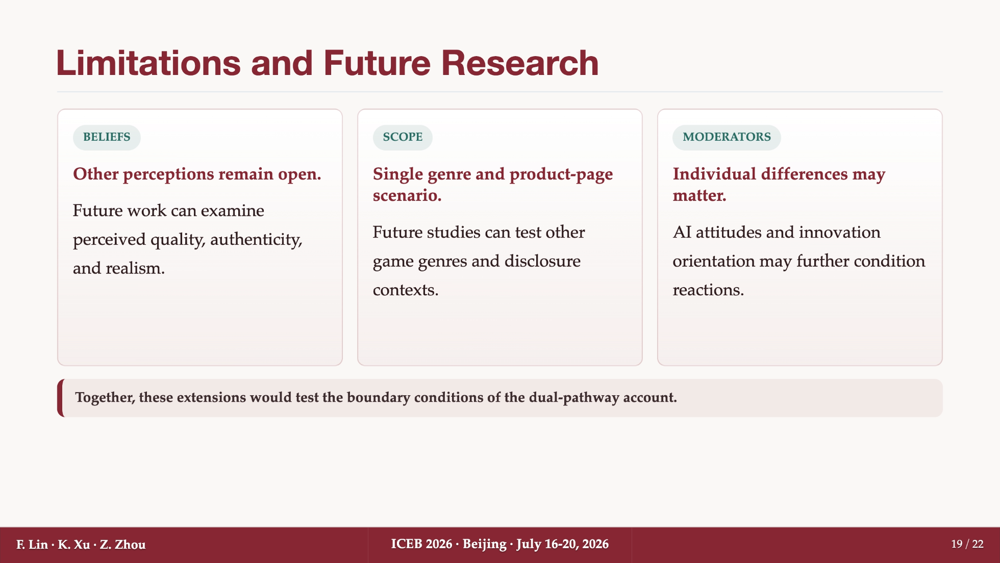 Limitations and Future Research
BELIEFS
Other perceptions remain open.
Future work can examine
perceived quality, authenticity,
and realism.
SCOPE
Single genre and product-page
scenario.
Future studies can test other
game genres and disclosure
contexts.
MODERATORS
Individual differences may
matter.
AI attitudes and innovation
orientation may further condition
reactions.
Together, these extensions would test the boundary conditions of the dual-pathway account.
F. Lin · K. Xu · Z. Zhou
ICEB 2026 · Beijing · July 16-20, 2026
19 / 22